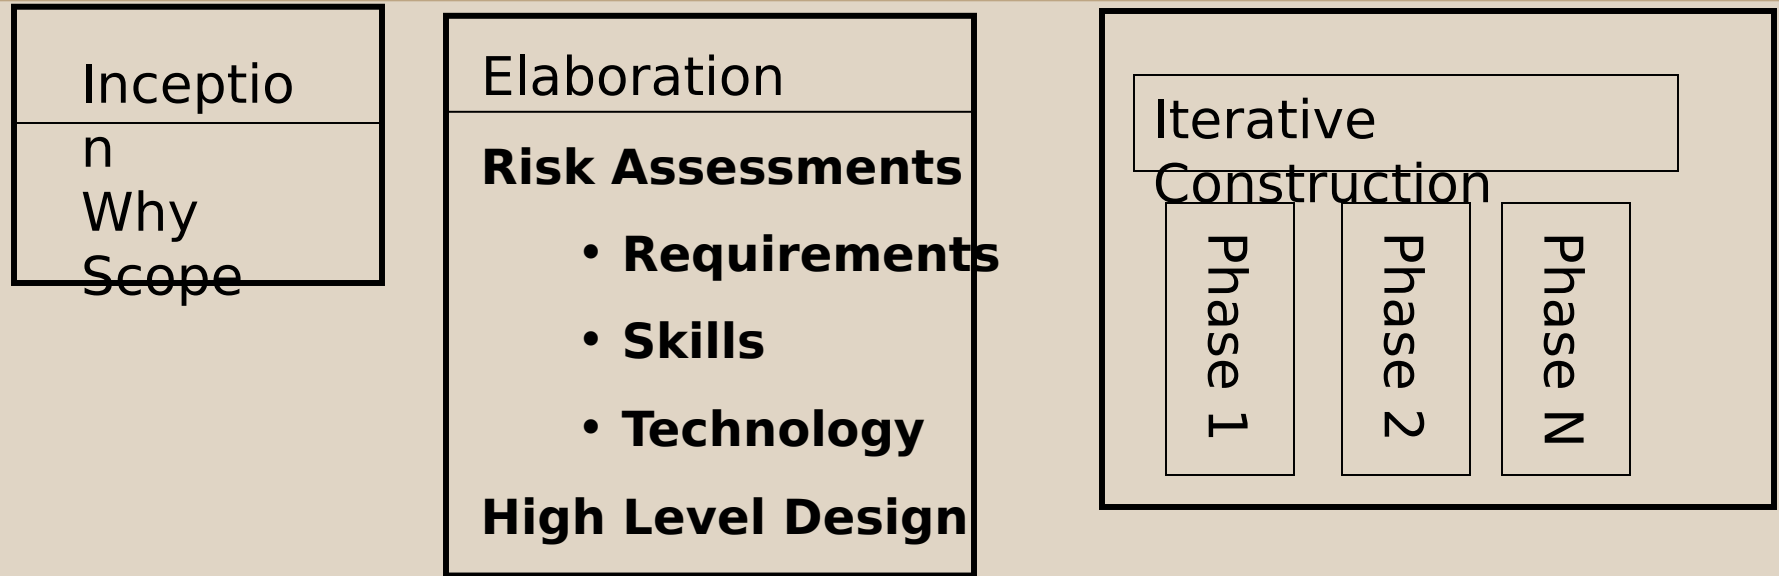 Inceptio
n
Why
Scope
Elaboration
Risk Assessments
• Requirements
• Skills
• Technology
High Level Design
Iterative
Construction
Phase 1
Phase 2
Phase N